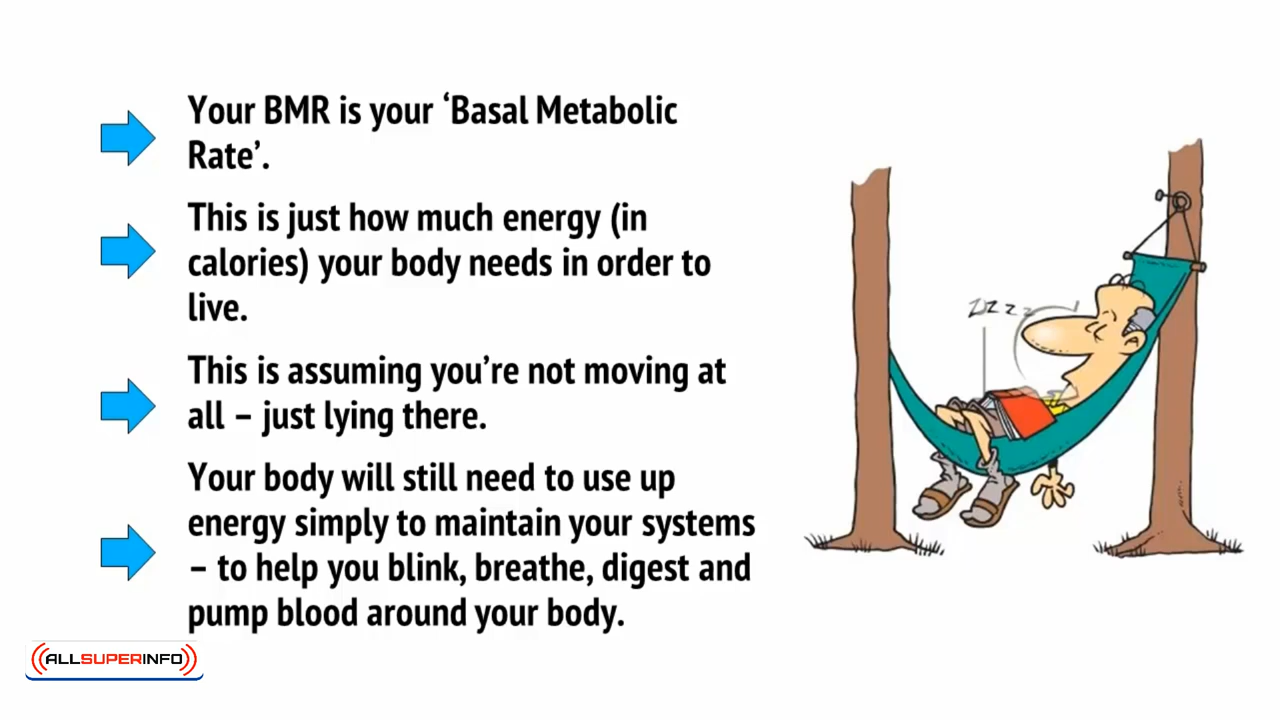 Your BMR is your ‘Basal Metabolic
Rate’.
This is just how much energy (in
calories) your body needs in order to
live.
This is assuming you’re not moving at
all – just lying there.
Your body will still need to use up
energy simply to maintain your systems
– to help you blink, breathe, digest and
pump blood around your body.
zzzz
ALLSUPERINFO